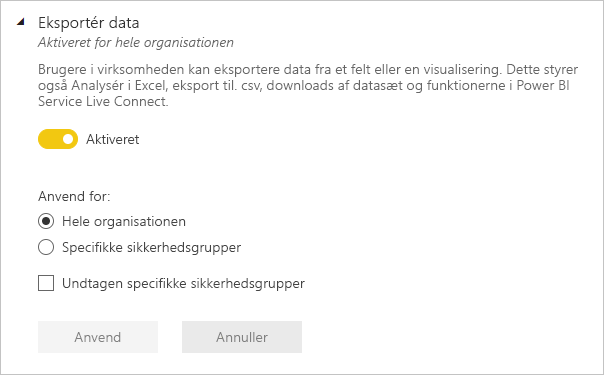 Eksportér data
Aktiveret for hele organisationen
Brugere i virksomheden kan eksportere data fra et felt eller en visualisering. Dette styrer
også Analysér i Excel, eksport til. csv, downloads af datasæt og funktionerne i Power BI
Service Live Connect.
Aktiveret
Anvend for:
Hele organisationen
Specifikke sikkerhedsgrupper
Undtagen specifikke sikkerhedsgrupper
Anvend
Annuller